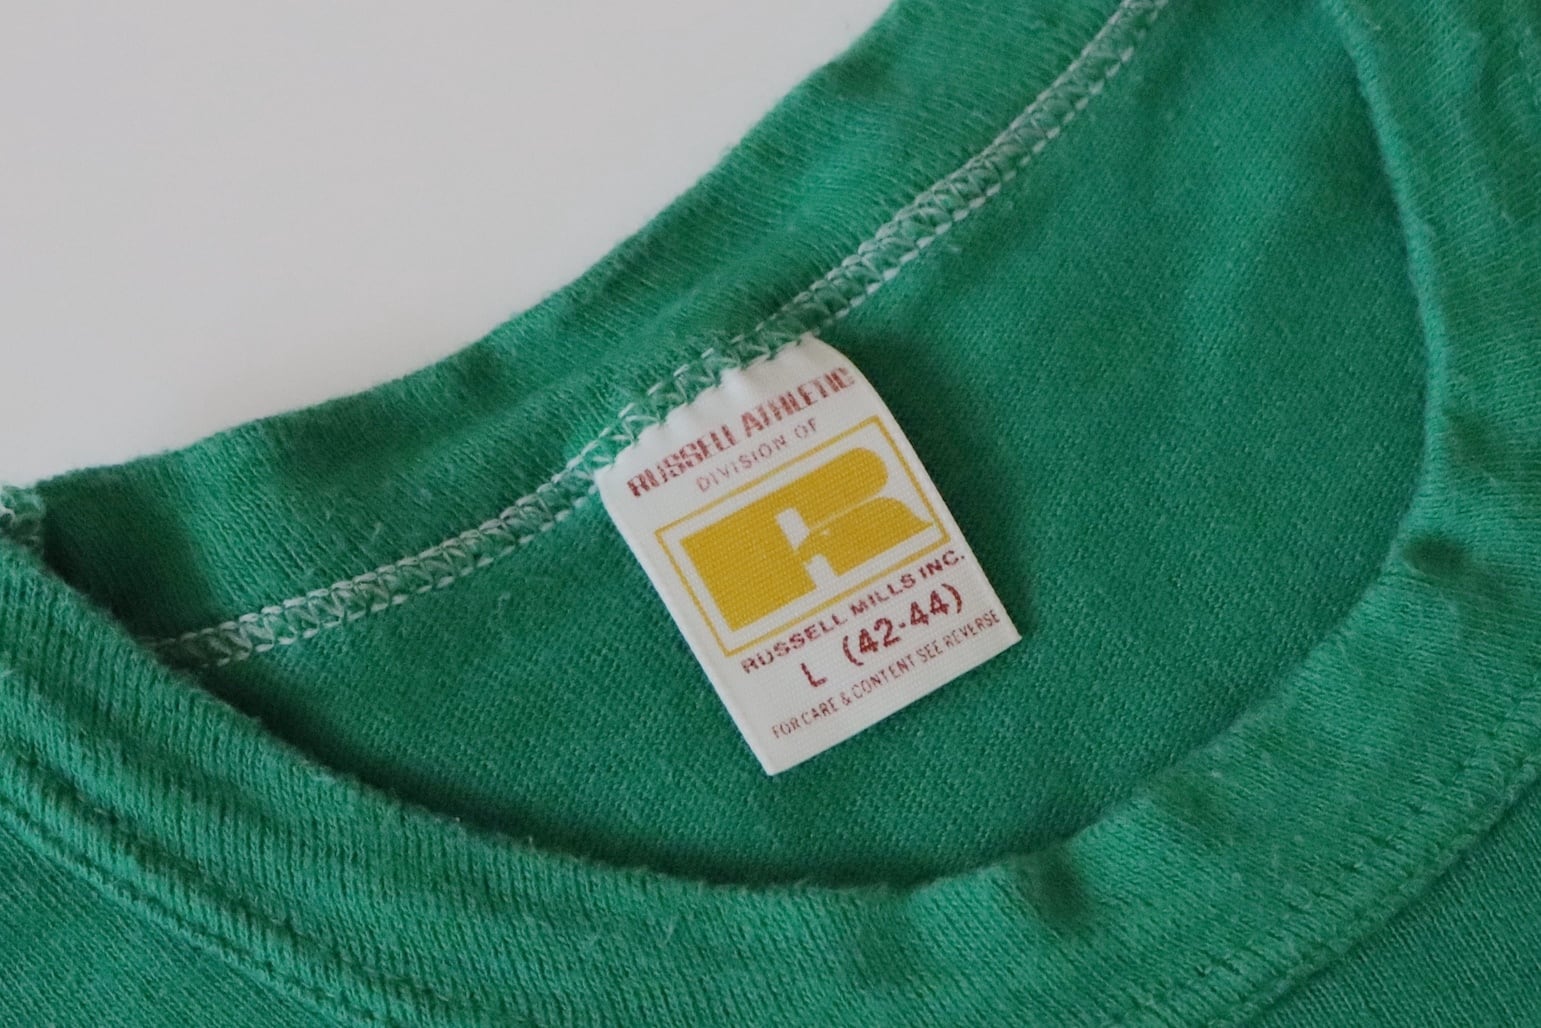 RUSSELL ATHLETIC
DIVISION OF
R
RUSSELL MILLS INC.
L (42-44)
FOR CARE & CONTENT SEE REVERSE